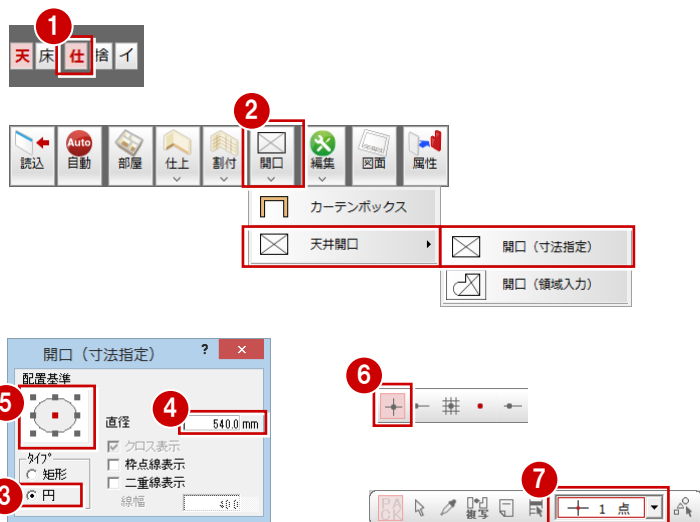 1
天 床 仕 捨 イ
2
読込 Auto 自動 部屋 仕上 割付 開口 編集 図面 属性
カーテンボックス
天井開口
開口（寸法指定）
開口（領域入力）
開口（寸法指定） ? ×
配置基準
5
直径 4 540.0 mm
クロス表示
ﾀｲﾌﾟ
枠点線表示
矩形
二重線表示
3 円
線幅 40.0
6
7
PACK 複写 1 点